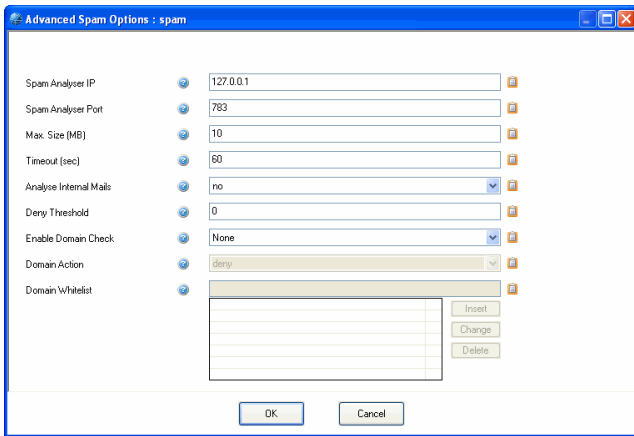 Advanced Spam Options : spam
Spam Analyser IP 127.0.0.1
Spam Analyser Port 783
Max. Size (MB) 10
Timeout (sec) 60
Analyse Internal Mails no
Deny Threshold 0
Enable Domain Check None
Domain Action deny
Domain Whitelist
Insert
Change
Delete
OK Cancel